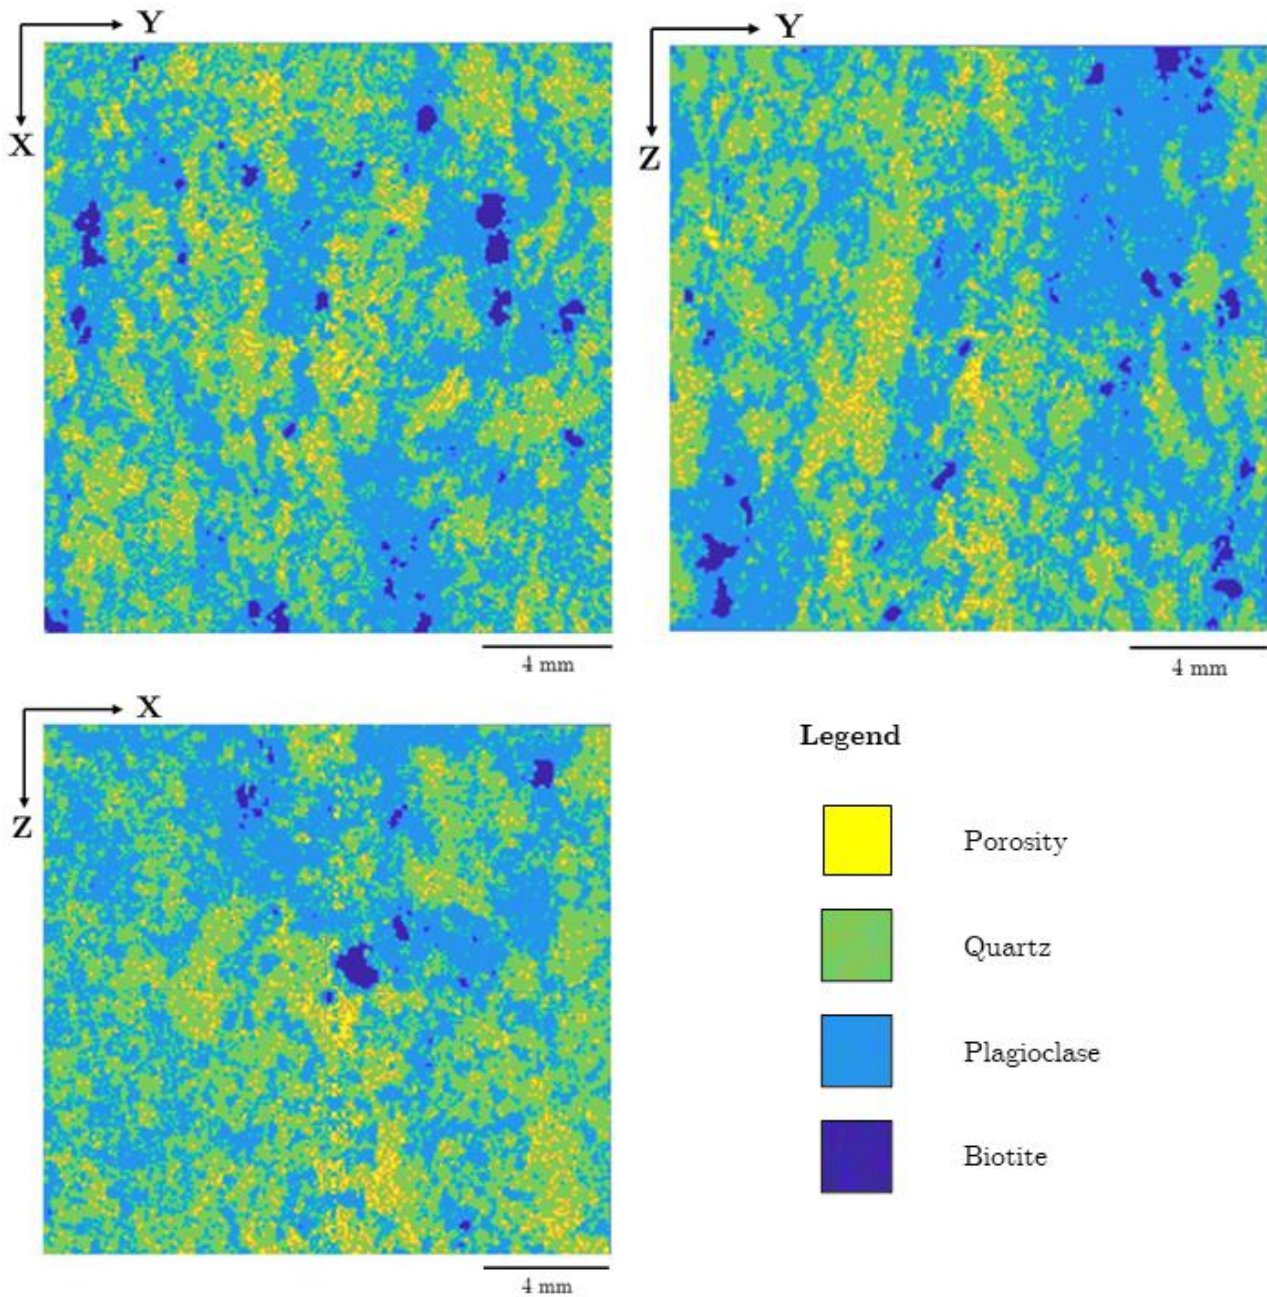 Y
X
4 mm
Y
Z
4 mm
X
Z
4 mm
Legend
Porosity
Quartz
Plagioclase
Biotite